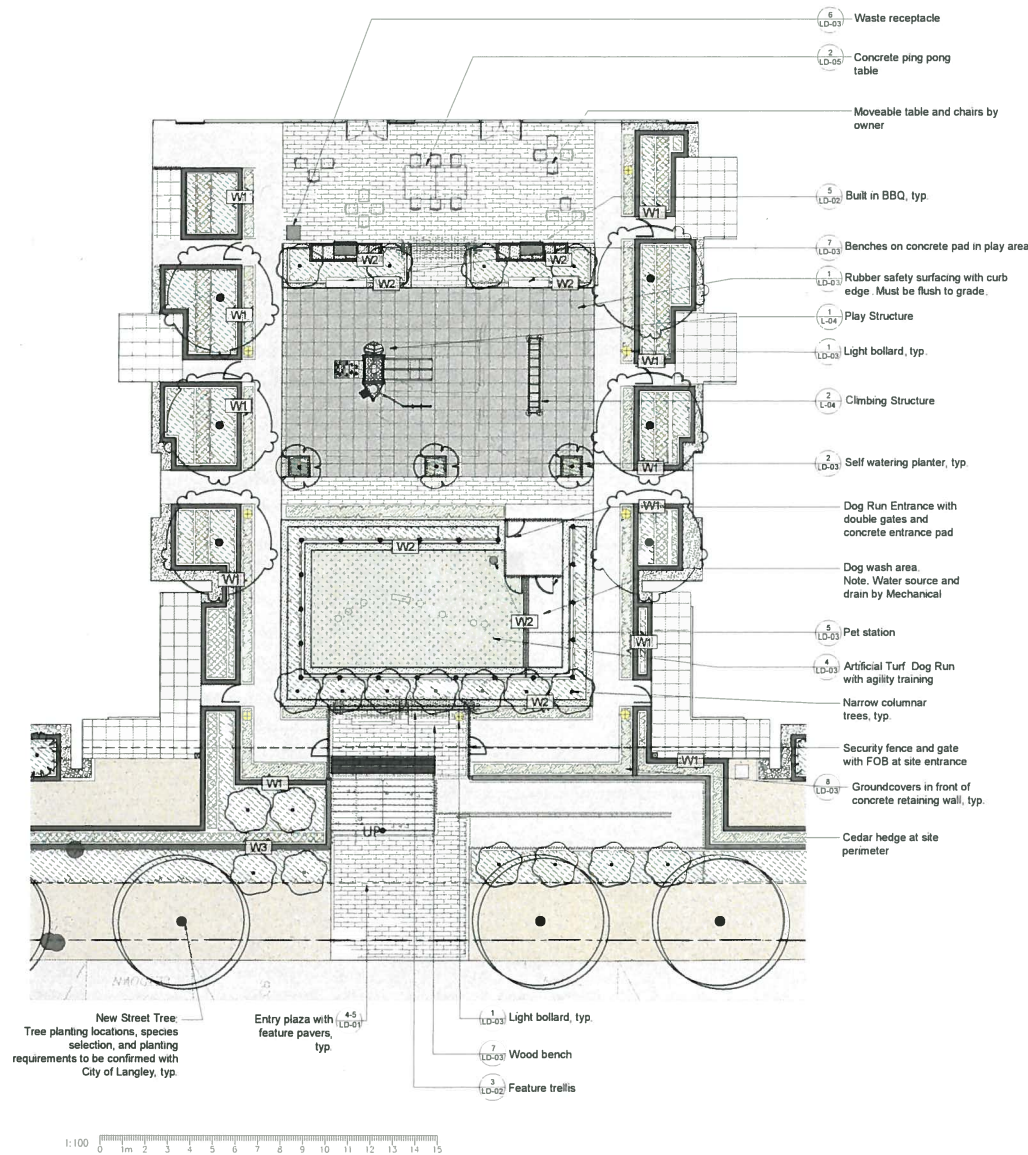 6
LD-03
Waste receptacle
2
LD-05
Concrete ping pong
table
Moveable table and chairs by
owner
5
LD-02
Built in BBQ, typ.
7
LD-03
Benches on concrete pad in play area
1
LD-03
Rubber safety surfacing with curb
edge. Must be flush to grade.
1
L-04
Play Structure
1
LD-03
Light bollard, typ.
2
L-04
Climbing Structure
2
LD-03
Self watering planter, typ.
Dog Run Entrance with
double gates and
concrete entrance pad
Dog wash area.
Note. Water source and
drain by Mechanical
5
LD-03
Pet station
4
LD-03
Artificial Turf Dog Run
with agility training
Narrow columnar
trees, typ.
Security fence and gate
with FOB at site entrance
8
LD-03
Groundcovers in front of
concrete retaining wall, typ.
Cedar hedge at site
perimeter
W1
W1
W2
W2
W2
W2
W1
W1
W1
W1
W1
W1
W2
W1
W2
W1
W2
W1
W1
UP
W3
New Street Tree;
Tree planting locations, species
selection, and planting
requirements to be confirmed with
City of Langley, typ.
Entry plaza with
feature pavers,
typ.
4-5
LD-01
1
LD-03
Light bollard, typ.
7
LD-03
Wood bench
3
LD-02
Feature trellis
1:100 0 1m 2 3 4 5 6 7 8 9 10 11 12 13 14 15